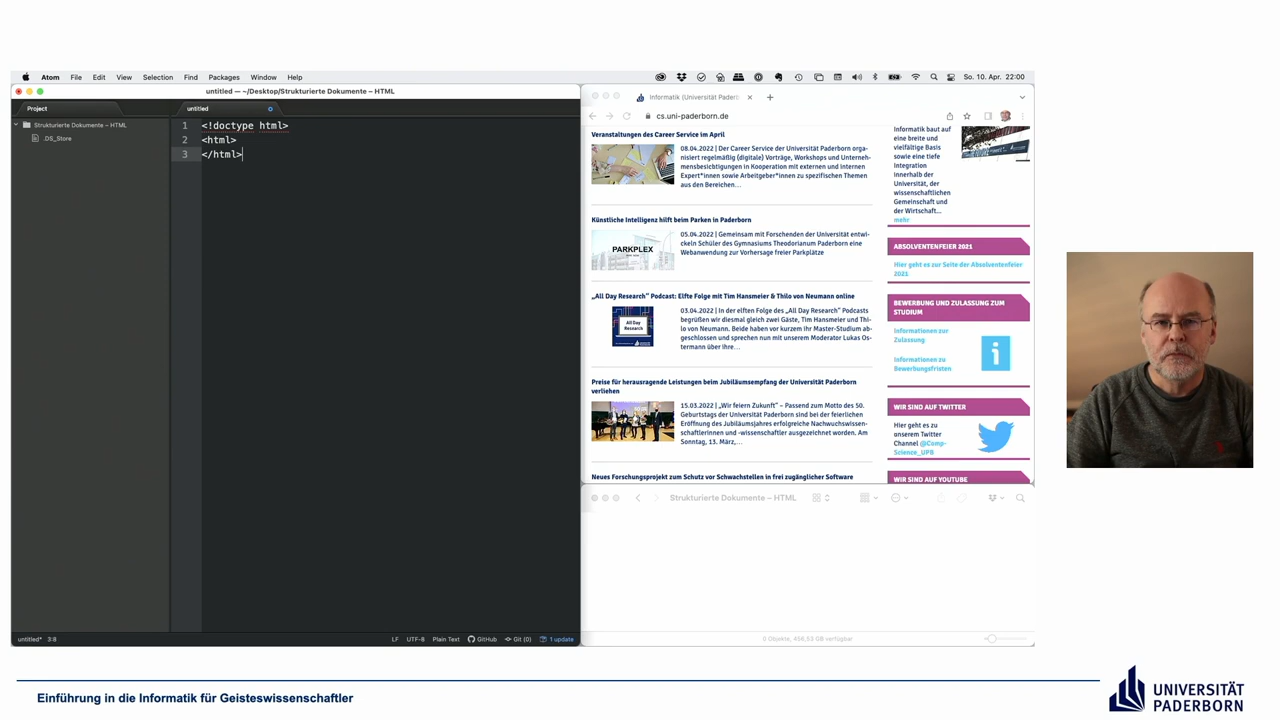 Atom File Edit View Selection Find Packages Window Help
So. 10. Apr. 22:00
untitled — ~/Desktop/Strukturierte Dokumente – HTML
Project
Strukturierte Dokumente – HTML
.DS_Store
untitled
1 <!doctype html>
2 <html>
3 </html>
untitled* 3:8
LF UTF-8 Plain Text GitHub Git (0) 1 update
Informatik (Universität Paderb
cs.uni-paderborn.de
Veranstaltungen des Career Service im April
08.04.2022 | Der Career Service der Universität Paderborn orga-
nisiert regelmäßig (digitale) Vorträge, Workshops und Unterneh-
mensbesichtigungen in Kooperation mit externen und internen
Expert*innen sowie Arbeitgeber*innen zu spezifischen Themen
aus den Bereichen…
Künstliche Intelligenz hilft beim Parken in Paderborn
PARKPLEX
05.04.2022 | Gemeinsam mit Forschenden der Universität entwi-
ckeln Schüler des Gymnasiums Theodorianum Paderborn eine
Webanwendung zur Vorhersage freier Parkplätze
„All Day Research“ Podcast: Elfte Folge mit Tim Hansmeier & Thilo von Neumann online
All Day
Research
03.04.2022 | In der elften Folge des „All Day Research“ Podcasts
begrüßen wir diesmal gleich zwei Gäste, Tim Hansmeier und Thi-
lo von Neumann. Beide haben vor kurzem ihr Master-Studium ab-
geschlossen und sprechen nun mit unserem Moderator Lukas Os-
termann über ihre…
Preise für herausragende Leistungen beim Jubiläumsempfang der Universität Paderborn
verliehen
15.03.2022 | „Wir feiern Zukunft“ – Passend zum Motto des 50.
Geburtstags der Universität Paderborn sind bei der feierlichen
Eröffnung des Jubiläumsjahres erfolgreiche Nachwuchswissen-
schaftlerinnen und -wissenschaftler ausgezeichnet worden. Am
Sonntag, 13. März,…
Neues Forschungsprojekt zum Schutz vor Schwachstellen in frei zugänglicher Software
Informatik baut auf
eine breite und
vielfältige Basis
sowie eine tiefe
Integration
innerhalb der
Universität, der
wissenschaftlichen
Gemeinschaft und
der Wirtschaft…
mehr
ABSOLVENTENFEIER 2021
Hier geht es zur Seite der Absolventenfeier
2021
BEWERBUNG UND ZULASSUNG ZUM
STUDIUM
Informationen zur
Zulassung
Informationen zu
Bewerbungsfristen
WIR SIND AUF TWITTER
Hier geht es zu
unserem Twitter
Channel @Comp-
Science_UPB
WIR SIND AUF YOUTUBE
Strukturierte Dokumente – HTML
0 Objekte, 456,53 GB verfügbar
Einführung in die Informatik für Geisteswissenschaftler
UNIVERSITÄT
PADERBORN